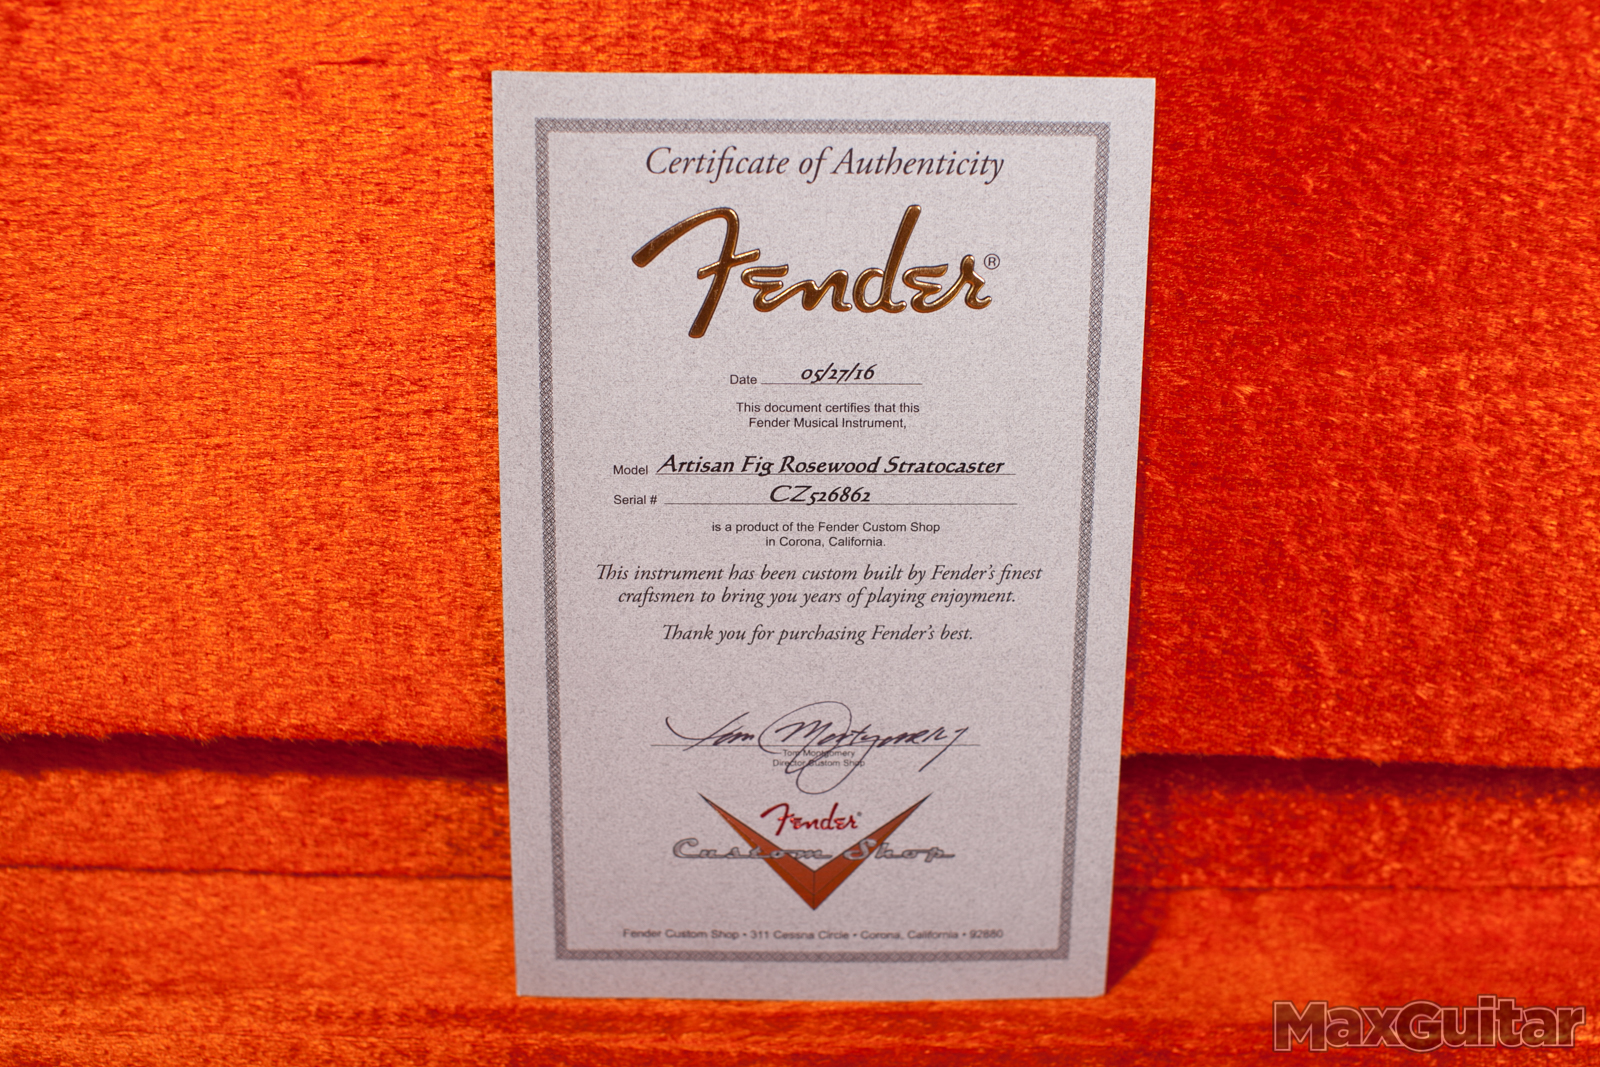 Certificate of Authenticity
Fender®
Date 05/27/16
This document certifies that this
Fender Musical Instrument,
Model Artisan Fig Rosewood Stratocaster
Serial # CZ526862
is a product of the Fender Custom Shop
in Corona, California.
This instrument has been custom built by Fender's finest
craftsmen to bring you years of playing enjoyment.
Thank you for purchasing Fender's best.
Tom Montgomery
Tom Montgomery
Director Custom Shop
Fender®
Custom Shop
Fender Custom Shop • 311 Cessna Circle • Corona, California • 92880
MaxGuitar